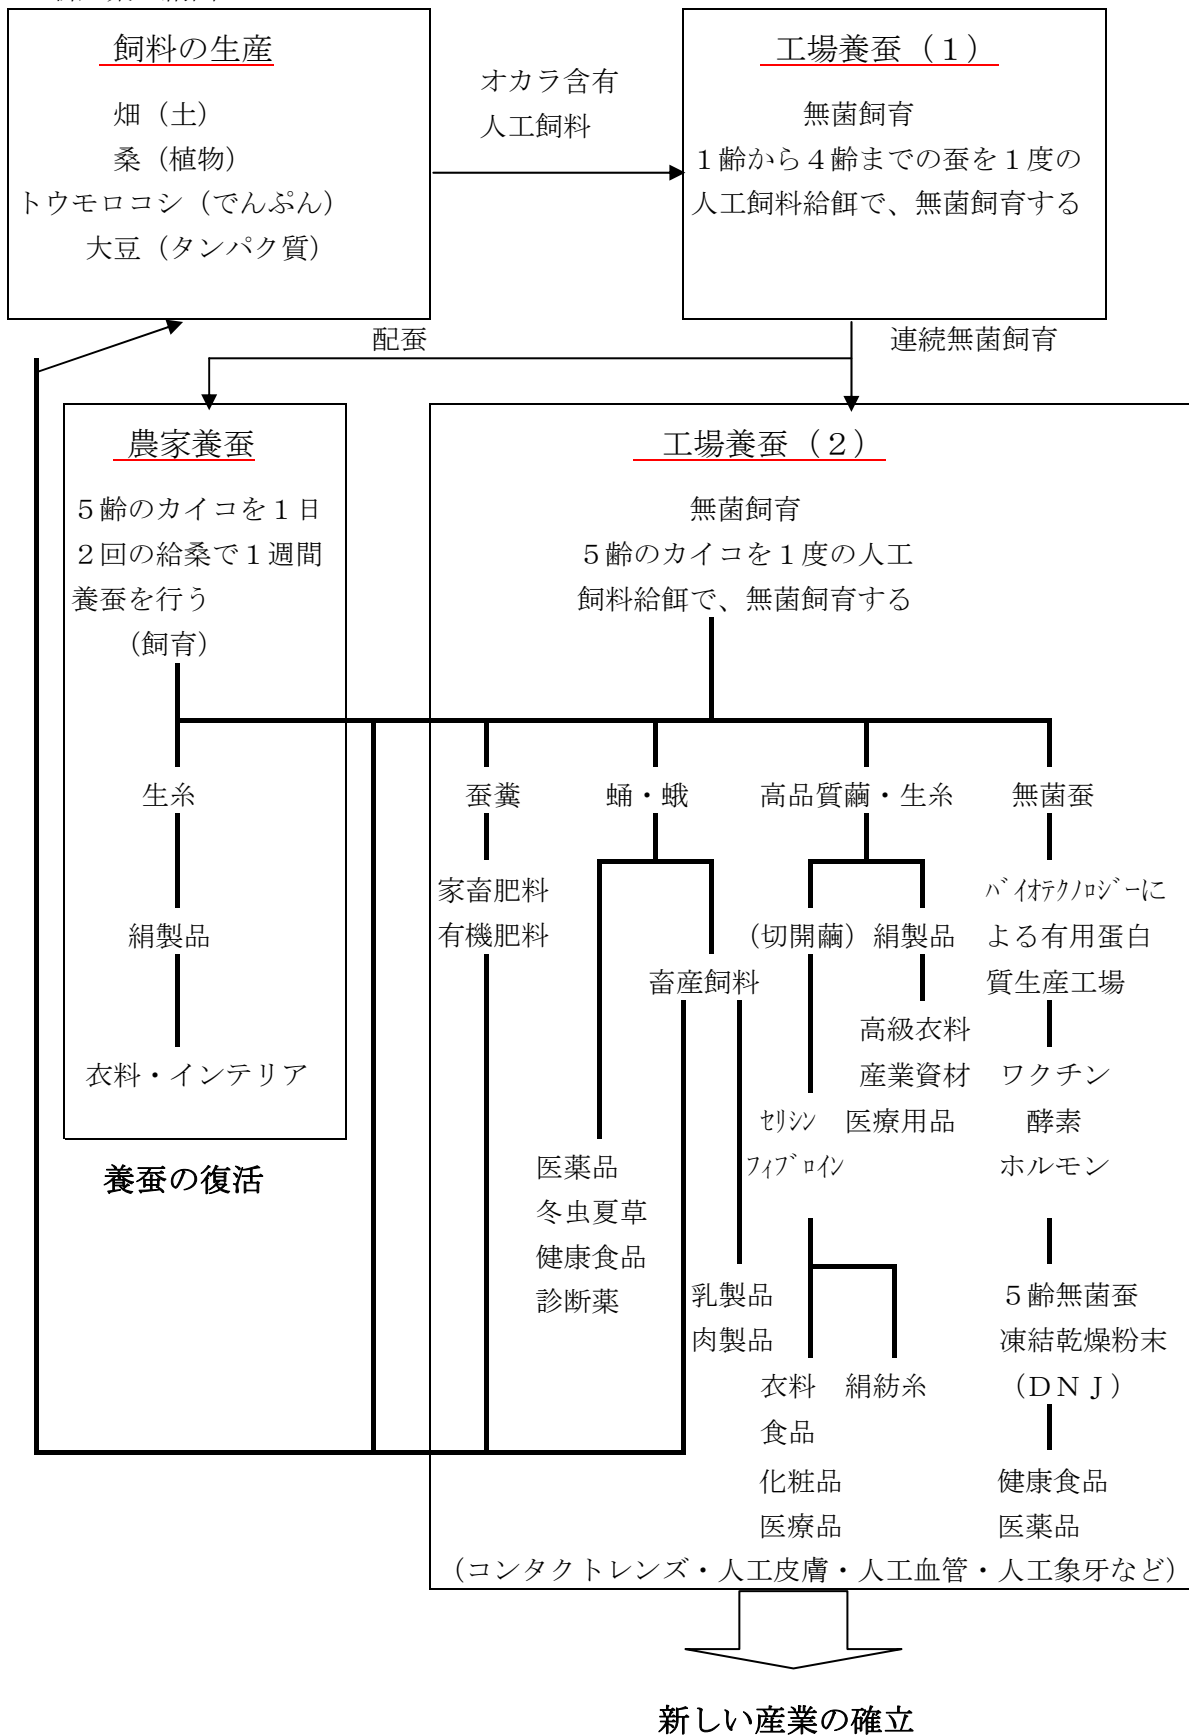 飼料の生産
畑（土）
桑（植物）
トウモロコシ（でんぷん）
大豆（タンパク質）
オカラ含有
人工飼料
工場養蚕（１）
無菌飼育
１齢から４齢までの蚕を１度の
人工飼料給餌で、無菌飼育する
配蚕
連続無菌飼育
農家養蚕
５齢のカイコを１日
２回の給桑で１週間
養蚕を行う
（飼育）
工場養蚕（２）
無菌飼育
５齢のカイコを１度の人工
飼料給餌で、無菌飼育する
生糸
蚕糞
蛹・蛾
高品質繭・生糸
無菌蚕
絹製品
家畜肥料
有機肥料
畜産飼料
（切開繭）
絹製品
ﾊﾞｲｵﾃｸﾉﾛｼﾞｰに
よる有用蛋白
質生産工場
衣料・インテリア
高級衣料
産業資材
医療用品
ｾﾘｼﾝ
ﾌｨﾌﾞﾛｲﾝ
ワクチン
酵素
ホルモン
養蚕の復活
医薬品
冬虫夏草
健康食品
診断薬
乳製品
肉製品
衣料
食品
化粧品
医療品
絹紡糸
５齢無菌蚕
凍結乾燥粉末
（ＤＮＪ）
健康食品
医薬品
（コンタクトレンズ・人工皮膚・人工血管・人工象牙など）
新しい産業の確立